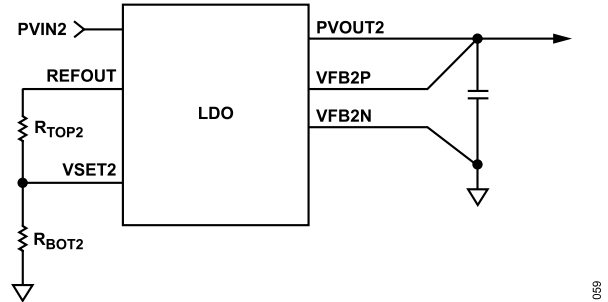 PVIN2
PVOUT2
REFOUT
VFB2P
LDO
VFB2N
RTOP2
VSET2
RBOT2
059